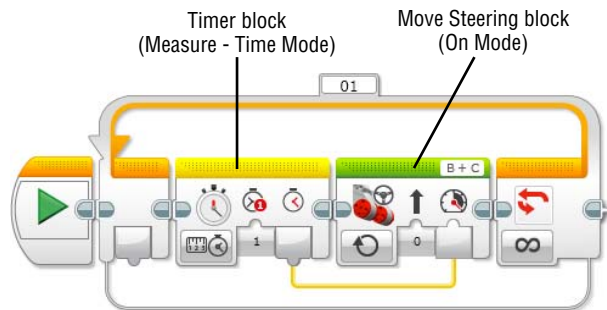 Timer block
(Measure - Time Mode)
Move Steering block
(On Mode)
01
B + C
1
0